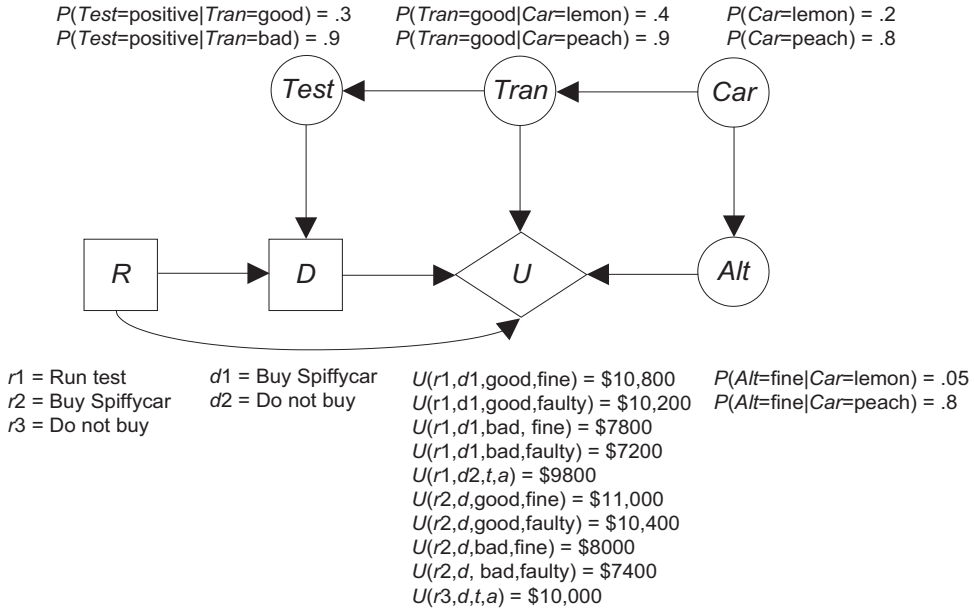 P(Test=positive|Tran=good) = .3
P(Test=positive|Tran=bad) = .9
P(Tran=good|Car=lemon) = .4
P(Tran=good|Car=peach) = .9
P(Car=lemon) = .2
P(Car=peach) = .8
Test
Tran
Car
R
D
U
Alt
r1 = Run test
r2 = Buy Spiffycar
r3 = Do not buy
d1 = Buy Spiffycar
d2 = Do not buy
U(r1,d1,good,fine) = $10,800
U(r1,d1,good,faulty) = $10,200
U(r1,d1,bad, fine) = $7800
U(r1,d1,bad,faulty) = $7200
U(r1,d2,t,a) = $9800
U(r2,d,good,fine) = $11,000
U(r2,d,good,faulty) = $10,400
U(r2,d,bad,fine) = $8000
U(r2,d, bad,faulty) = $7400
U(r3,d,t,a) = $10,000
P(Alt=fine|Car=lemon) = .05
P(Alt=fine|Car=peach) = .8